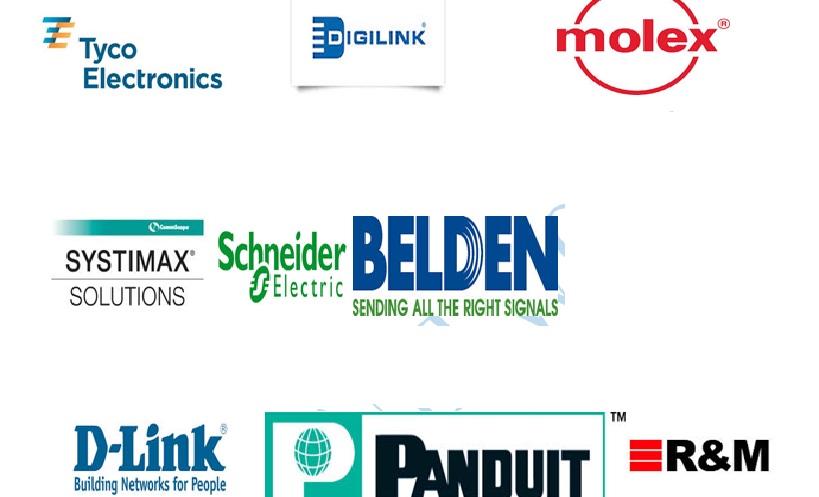 Tyco
Electronics
DIGILINK®
molex®
CommScope
SYSTIMAX®
SOLUTIONS
Schneider
Electric
BELDEN
SENDING ALL THE RIGHT SIGNALS
D-Link®
Building Networks for People
P
PANDUIT
™
R&M